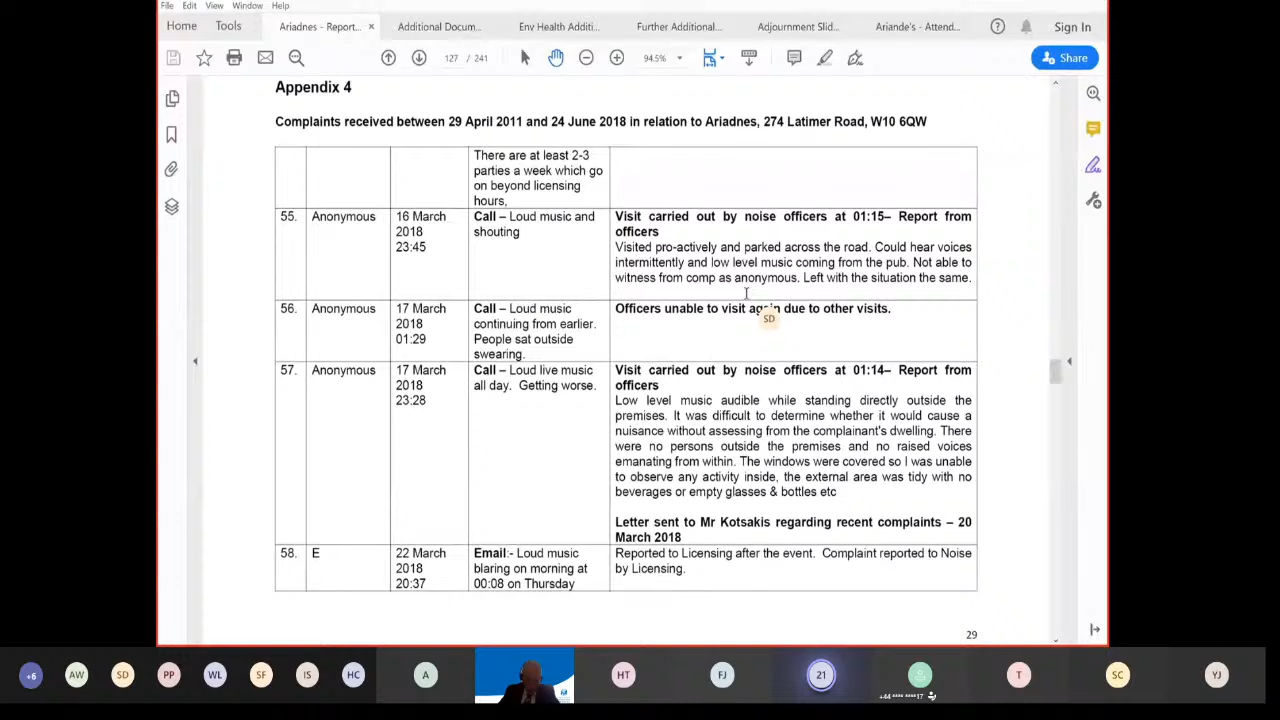 File Edit View Window Help
Home Tools Ariadnes - Report... × Additional Docum... Env Health Additi... Further Additional... Adjournment Slid... Ariande's - Attend... Sign In
127 / 241 94.5% Share
Appendix 4
Complaints received between 29 April 2011 and 24 June 2018 in relation to Ariadnes, 274 Latimer Road, W10 6QW
There are at least 2-3
parties a week which go
on beyond licensing
hours,
55. Anonymous
16 March
2018
23:45
Call – Loud music and
shouting
Visit carried out by noise officers at 01:15– Report from
officers
Visited pro-actively and parked across the road. Could hear voices
intermittently and low level music coming from the pub. Not able to
witness from comp as anonymous. Left with the situation the same.
56. Anonymous
17 March
2018
01:29
Call – Loud music
continuing from earlier.
People sat outside
swearing.
Officers unable to visit again due to other visits.
SD
57. Anonymous
17 March
2018
23:28
Call – Loud live music
all day. Getting worse.
Visit carried out by noise officers at 01:14– Report from
officers
Low level music audible while standing directly outside the
premises. It was difficult to determine whether it would cause a
nuisance without assessing from the complainant's dwelling. There
were no persons outside the premises and no raised voices
emanating from within. The windows were covered so I was unable
to observe any activity inside, the external area was tidy with no
beverages or empty glasses & bottles etc
Letter sent to Mr Kotsakis regarding recent complaints – 20
March 2018
58. E
22 March
2018
20:37
Email:- Loud music
blaring on morning at
00:08 on Thursday
Reported to Licensing after the event. Complaint reported to Noise
by Licensing.
29
+6 AW SD PP WL SF IS HC A HT FJ 21 T SC YJ
+44 **** ****17